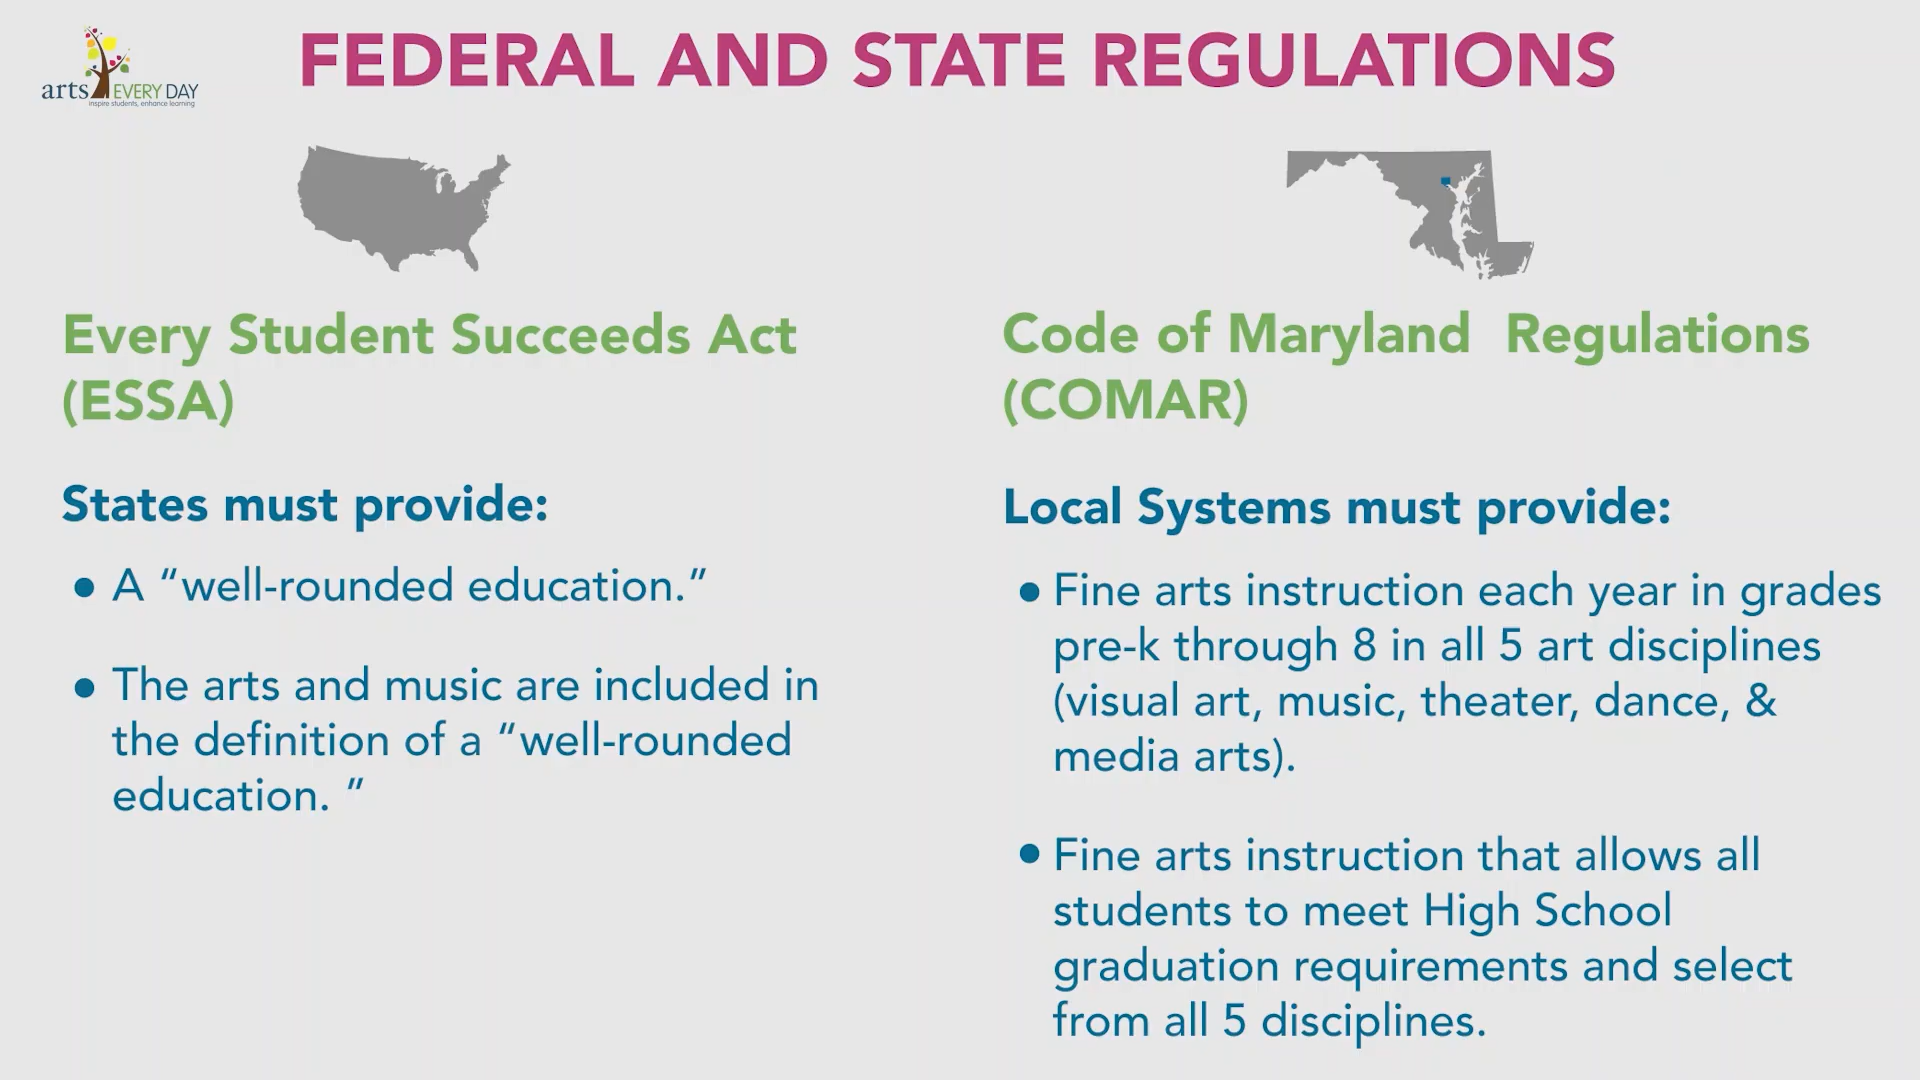 arts EVERY DAY
inspire students, enhance learning
FEDERAL AND STATE REGULATIONS
Every Student Succeeds Act
(ESSA)
States must provide:
● A “well-rounded education.”
● The arts and music are included in
the definition of a “well-rounded
education. ”
Code of Maryland  Regulations
(COMAR)
Local Systems must provide:
● Fine arts instruction each year in grades
pre-k through 8 in all 5 art disciplines
(visual art, music, theater, dance, &
media arts).
● Fine arts instruction that allows all
students to meet High School
graduation requirements and select
from all 5 disciplines.